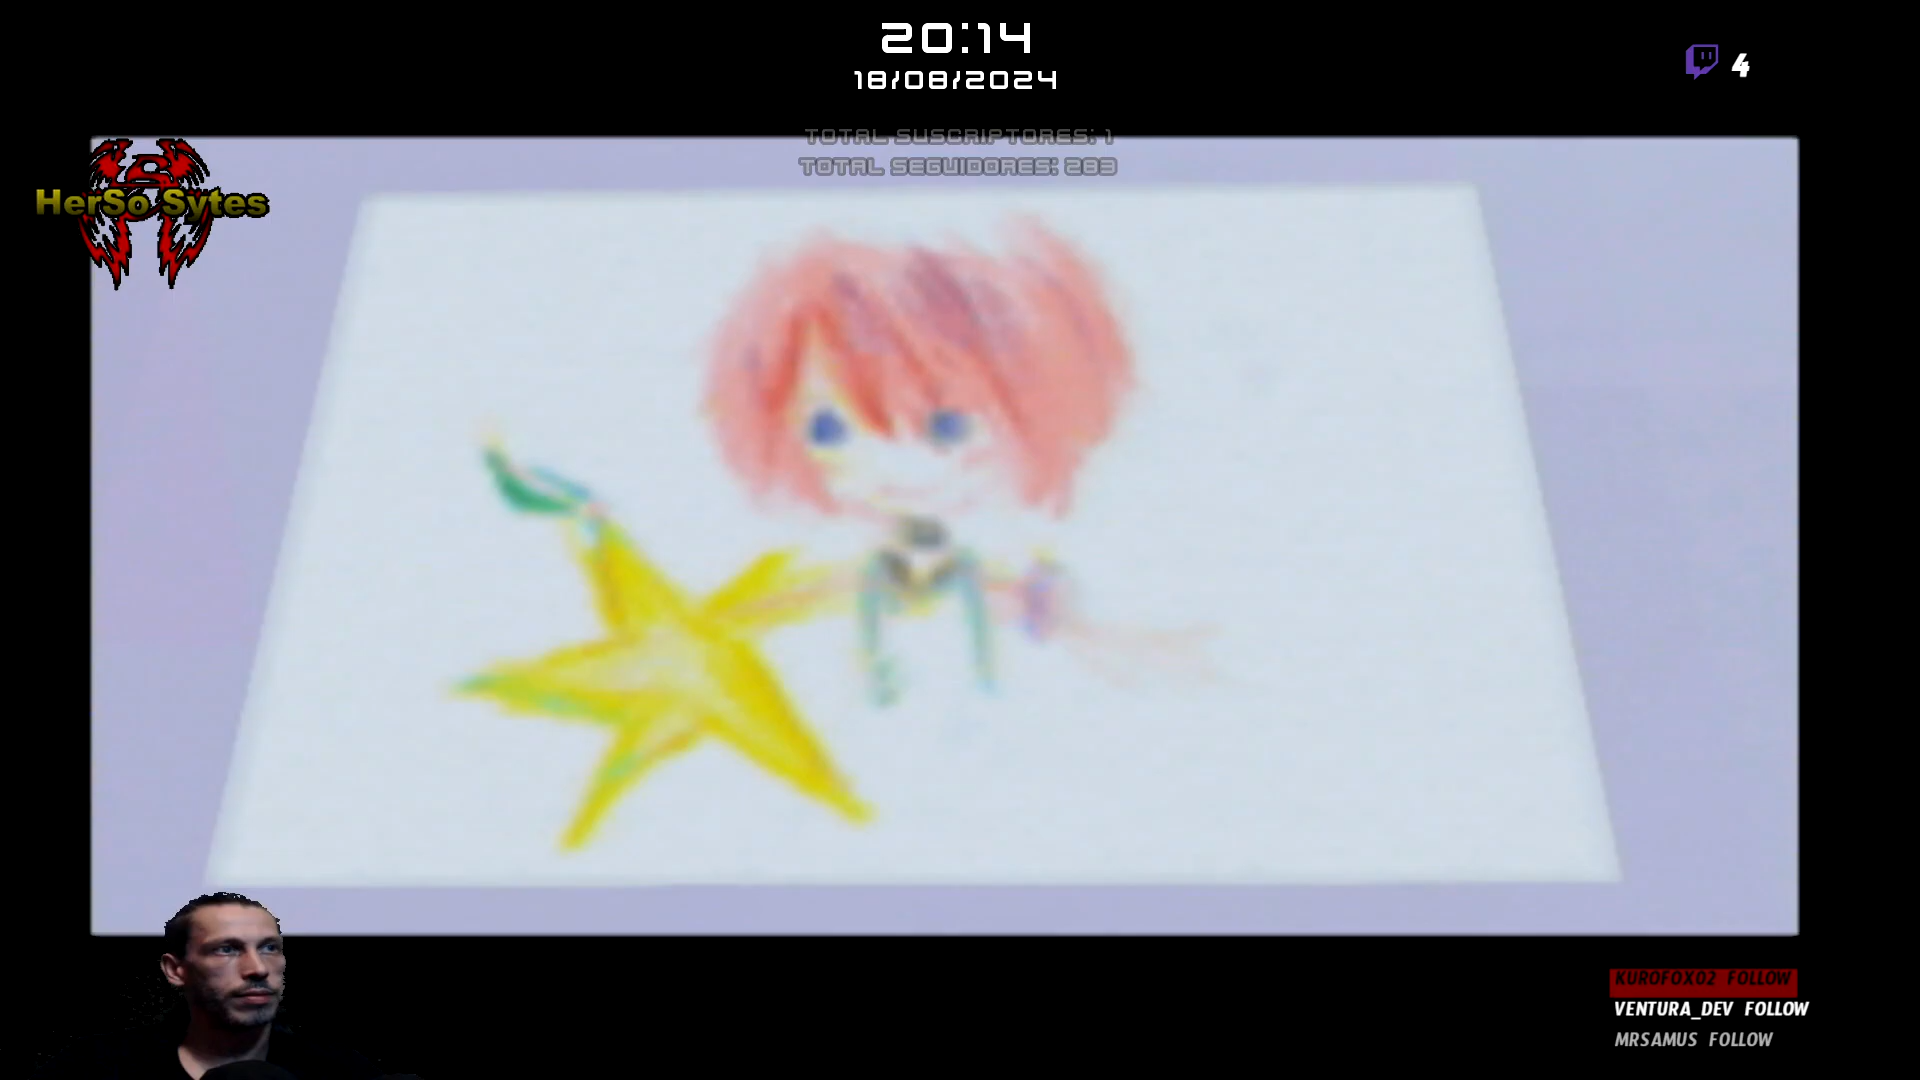 20:14
18/08/2024
4
TOTAL SUSCRIPTORES: 1
TOTAL SEGUIDORES: 283
HerSo Sytes
KUROFOX02 FOLLOW
VENTURA_DEV FOLLOW
MRSAMUS FOLLOW